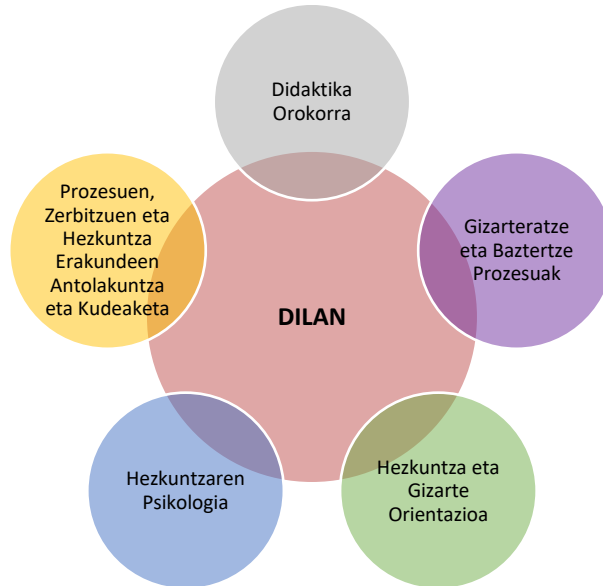 Didaktika
Orokorra
Prozesuen,
Zerbitzuen eta
Hezkuntza
Erakundeen
Antolakuntza
eta Kudeaketa
Gizarteratze
eta Baztertze
Prozesuak
DILAN
Hezkuntzaren
Psikologia
Hezkuntza eta
Gizarte
Orientazioa